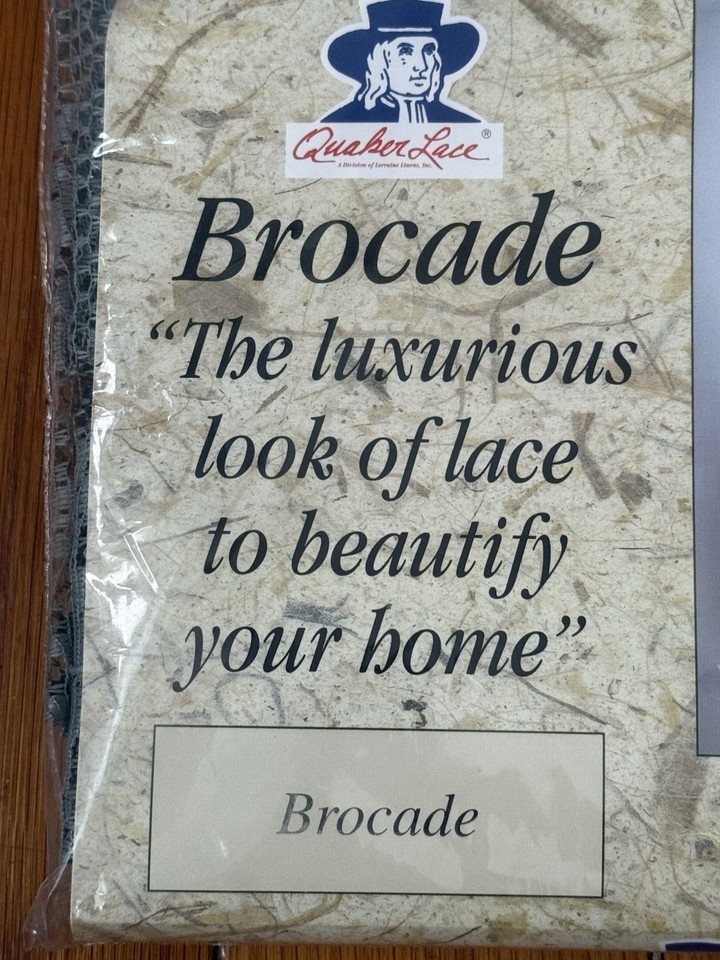 Quaker Lace®
A Division of Lorraine Linens, Inc.
Brocade
“The luxurious
look of lace
to beautify
your home”
Brocade